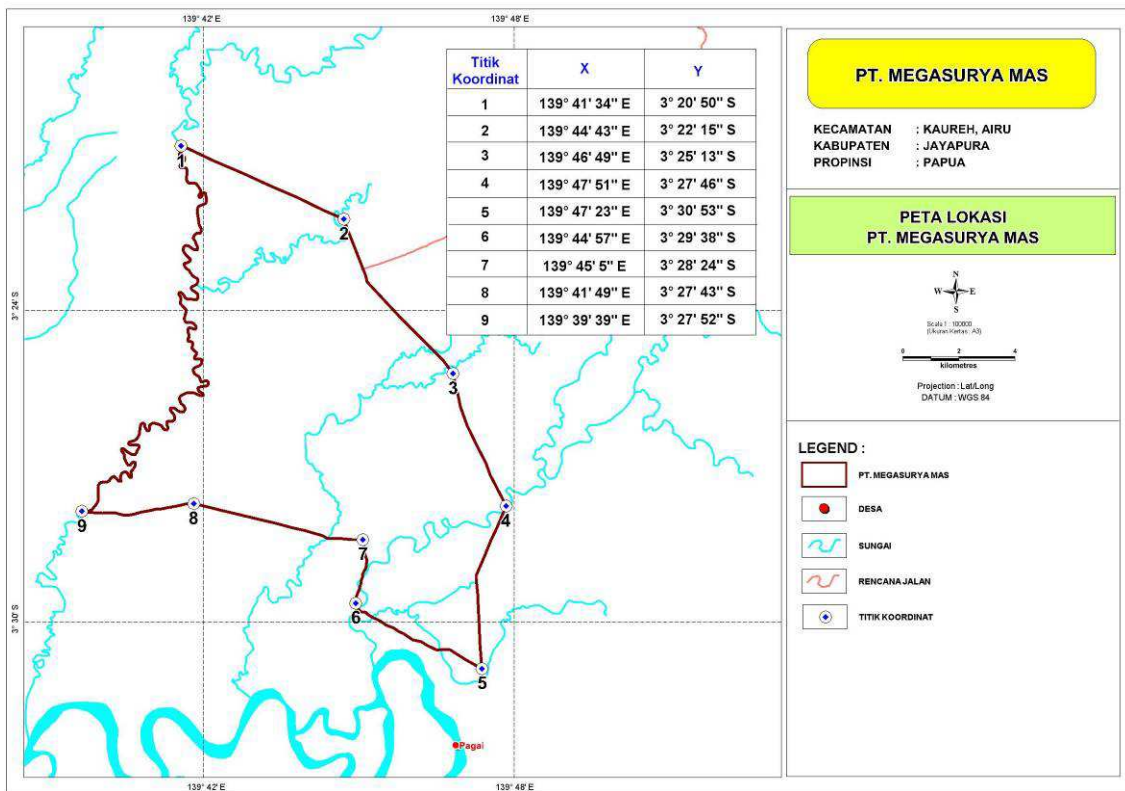 139° 42' E
139° 48' E
3° 24' S
3° 30' S
139° 42' E
139° 48' E
Titik Koordinat X Y
1 139° 41' 34" E 3° 20' 50" S
2 139° 44' 43" E 3° 22' 15" S
3 139° 46' 49" E 3° 25' 13" S
4 139° 47' 51" E 3° 27' 46" S
5 139° 47' 23" E 3° 30' 53" S
6 139° 44' 57" E 3° 29' 38" S
7 139° 45' 5" E 3° 28' 24" S
8 139° 41' 49" E 3° 27' 43" S
9 139° 39' 39" E 3° 27' 52" S
1
2
3
4
9
8
7
6
5
Pagai
PT. MEGASURYA MAS
KECAMATAN : KAUREH, AIRU
KABUPATEN : JAYAPURA
PROPINSI : PAPUA
PETA LOKASI
PT. MEGASURYA MAS
N
W E
S
Scala 1 : 100000
(Ukuran Kertas : A3)
0 2 4
kilometres
Projection : Lat/Long
DATUM : WGS 84
LEGEND :
PT. MEGASURYA MAS
DESA
SUNGAI
RENCANA JALAN
TITIK KOORDINAT